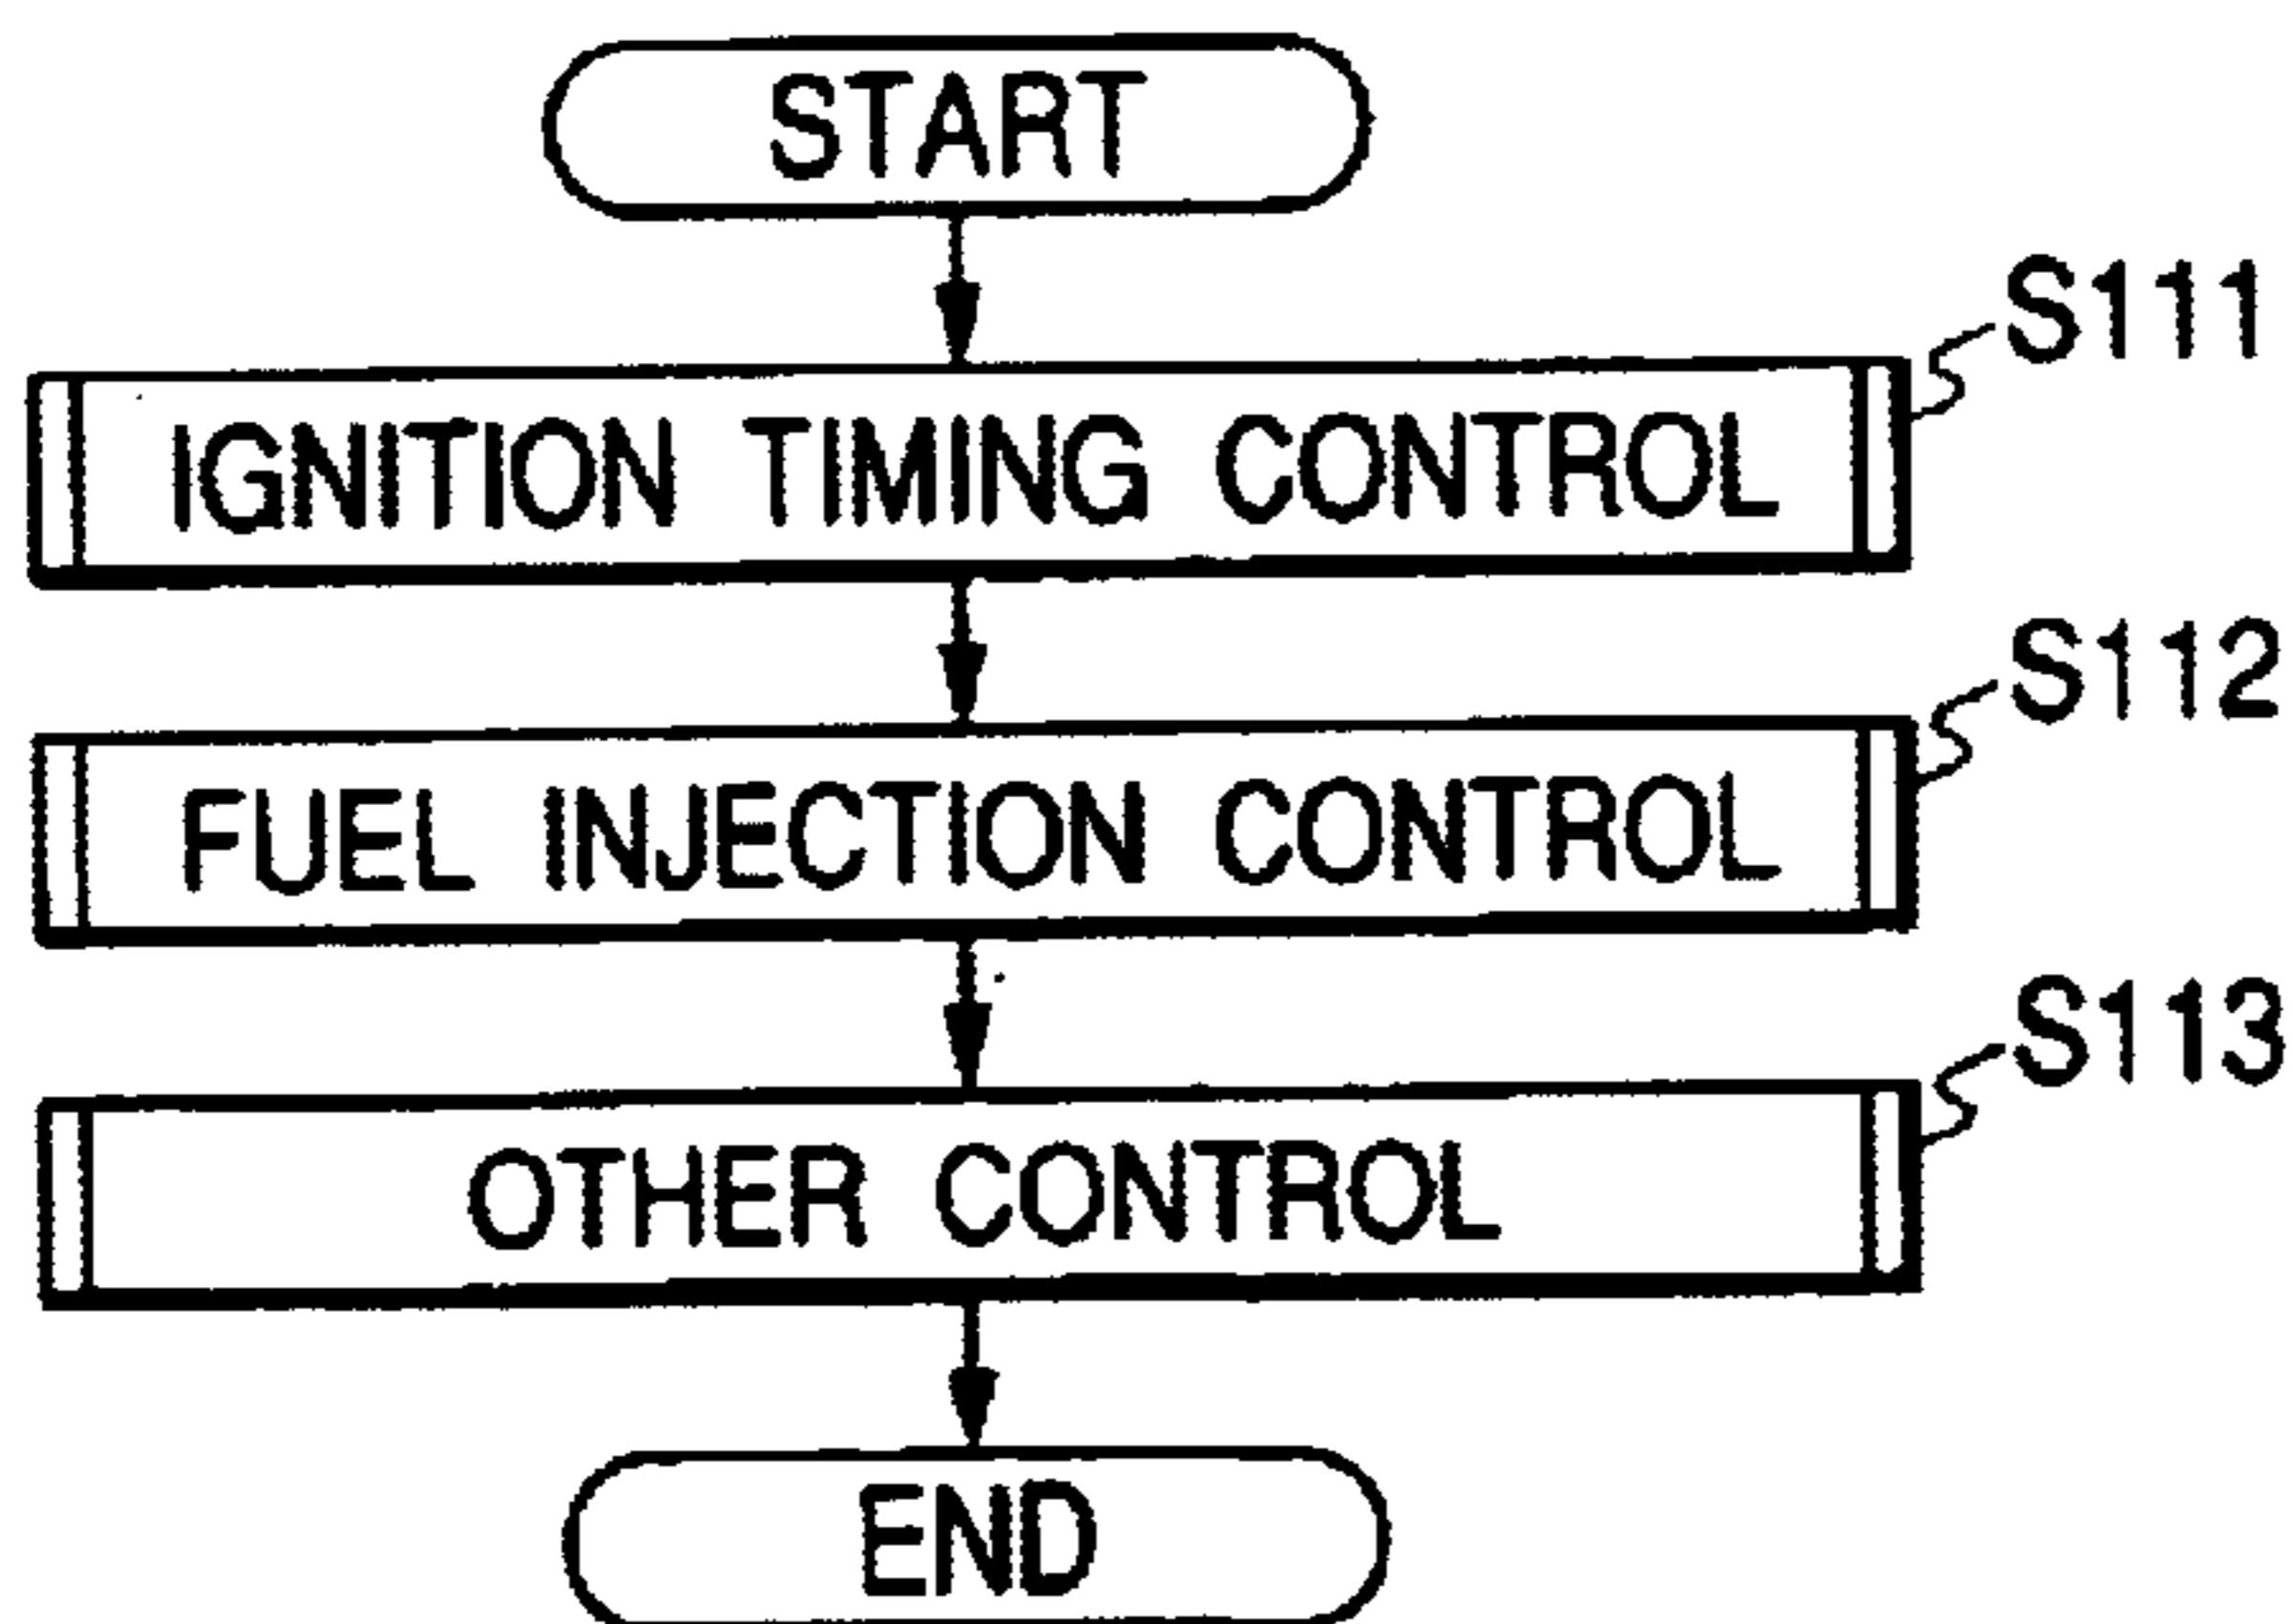 START
S111
IGNITION TIMING CONTROL
S112
FUEL INJECTION CONTROL
S113
OTHER CONTROL
END